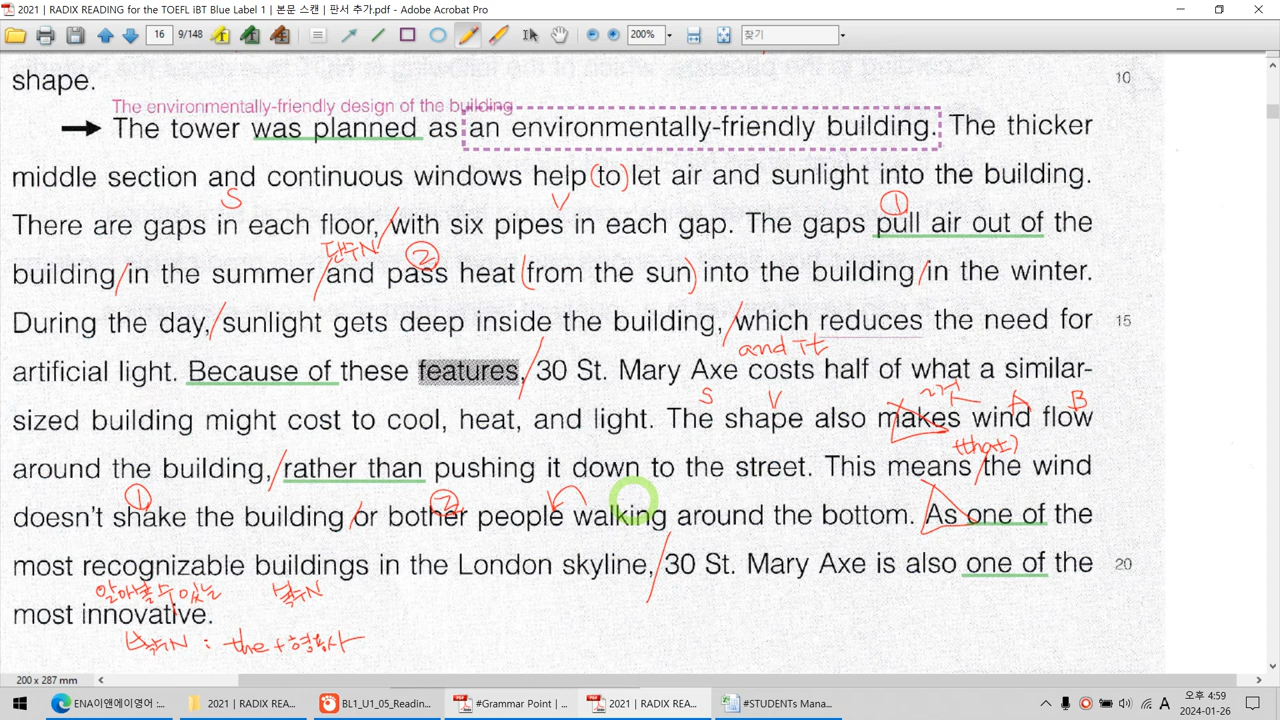 2021 | RADIX READING for the TOEFL iBT Blue Label 1 | 본문 스캔 | 판서 추가.pdf - Adobe Acrobat Pro
16 9/148 200% 찾기
shape. 10
The environmentally-friendly design of the building
The tower was planned as an environmentally-friendly building. The thicker
middle section and continuous windows help (to) let air and sunlight into the building.
S V ①
There are gaps in each floor, with six pipes in each gap. The gaps pull air out of the
단수N ②
building in the summer and pass heat (from the sun) into the building in the winter.
During the day, sunlight gets deep inside the building, which reduces the need for 15
and It
artificial light. Because of these features, 30 St. Mary Axe costs half of what a similar-
S V A B
sized building might cost to cool, heat, and light. The shape also makes wind flow
(that)
around the building, rather than pushing it down to the street. This means the wind
① ②
doesn't shake the building or bother people walking around the bottom. As one of the
most recognizable buildings in the London skyline, 30 St. Mary Axe is also one of the 20
알아볼 수 있는 복수N
most innovative.
복수N : the + 형용사
200 x 287 mm
ENA이앤에이영어 :... 2021 | RADIX REA... BL1_U1_05_Readin... #Grammar Point | ... 2021 | RADIX REA... #STUDENTs Mana... A 오후 4:59
2024-01-26